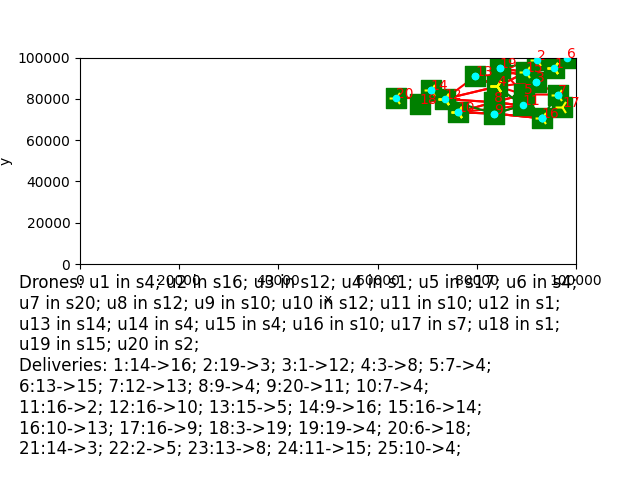 100000
80000
60000
40000
20000
0
y
2
6
20
0
20000
40000
60000
80000
100000
x
Drones: u1 in s4; u2 in s16; u3 in s12; u4 in s1; u5 in s17; u6 in s4;
u7 in s20; u8 in s12; u9 in s10; u10 in s12; u11 in s10; u12 in s1;
u13 in s14; u14 in s4; u15 in s4; u16 in s10; u17 in s7; u18 in s1;
u19 in s15; u20 in s2;
Deliveries: 1:14->16; 2:19->3; 3:1->12; 4:3->8; 5:7->4;
6:13->15; 7:12->13; 8:9->4; 9:20->11; 10:7->4;
11:16->2; 12:16->10; 13:15->5; 14:9->16; 15:16->14;
16:10->13; 17:16->9; 18:3->19; 19:19->4; 20:6->18;
21:14->3; 22:2->5; 23:13->8; 24:11->15; 25:10->4;